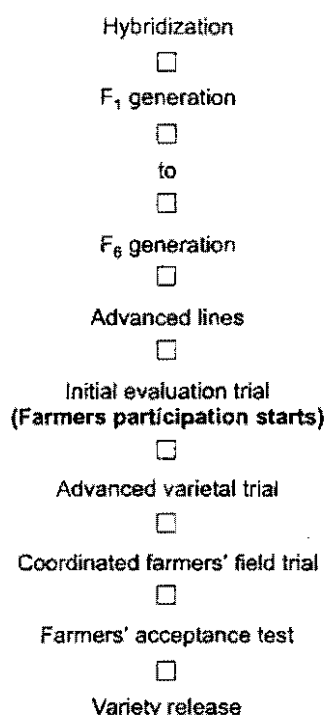 Hybridization
□
F₁ generation
□
to
□
F₆ generation
□
Advanced lines
□
Initial evaluation trial
(Farmers participation starts)
□
Advanced varietal trial
□
Coordinated farmers' field trial
□
Farmers' acceptance test
□
Variety release